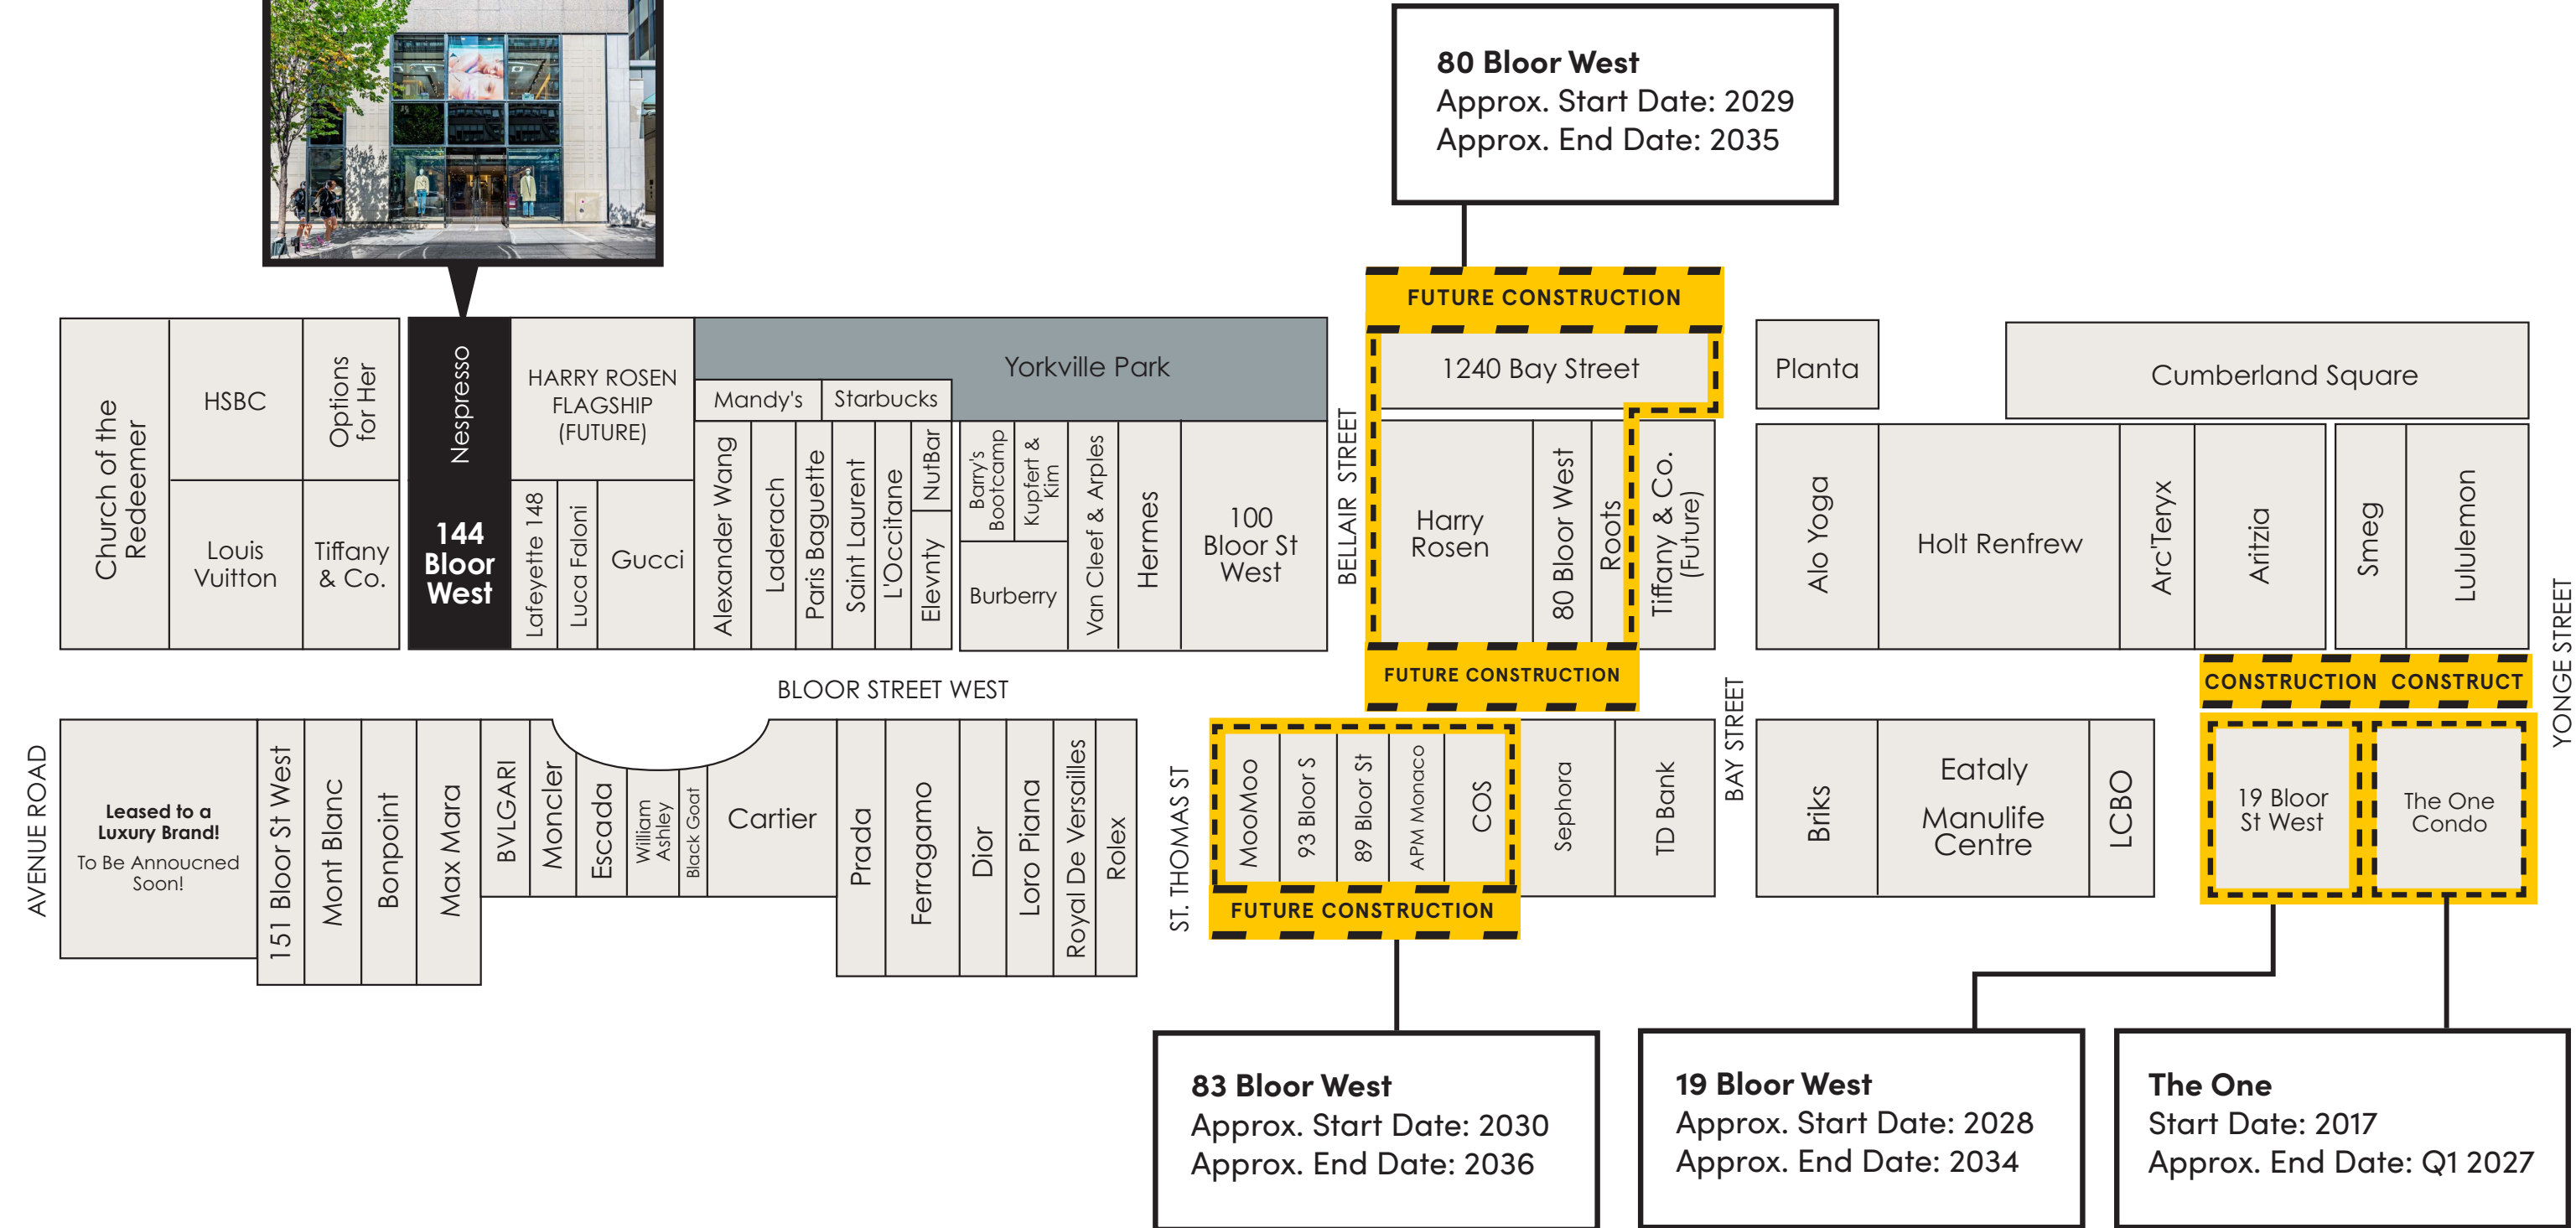 80 Bloor West
Approx. Start Date: 2029
Approx. End Date: 2035
FUTURE CONSTRUCTION
Church of the
Redeemer
HSBC
Options
for Her
Louis
Vuitton
Tiffany
& Co.
Nespresso
144
Bloor
West
HARRY ROSEN
FLAGSHIP
(FUTURE)
Lafeyette 148
Luca Faloni
Gucci
Yorkville Park
Mandy's
Starbucks
Alexander Wang
Laderach
Paris Baguette
Saint Laurent
L'Occitane
NutBar
Elevnty
Barry's
Bootcamp
Kupfert &
Kim
Burberry
Van Cleef & Arples
Hermes
100
Bloor St
West
BELLAIR STREET
1240 Bay Street
Harry
Rosen
80 Bloor West
Roots
Tiffany & Co.
(Future)
FUTURE CONSTRUCTION
Planta
Cumberland Square
Alo Yoga
Holt Renfrew
Arc'Teryx
Aritzia
Smeg
Lululemon
YONGE STREET
CONSTRUCTION CONSTRUCT
BLOOR STREET WEST
AVENUE ROAD
Leased to a
Luxury Brand!
To Be Annoucned
Soon!
151 Bloor St West
Mont Blanc
Bonpoint
Max Mara
BVLGARI
Moncler
Escada
William
Ashley
Black Goat
Cartier
Prada
Ferragamo
Dior
Loro Piana
Royal De Versailles
Rolex
ST. THOMAS ST
MooMoo
93 Bloor S
89 Bloor St
APM Monaco
COS
FUTURE CONSTRUCTION
Sephora
TD Bank
BAY STREET
Briks
Eataly
Manulife
Centre
LCBO
19 Bloor
St West
The One
Condo
83 Bloor West
Approx. Start Date: 2030
Approx. End Date: 2036
19 Bloor West
Approx. Start Date: 2028
Approx. End Date: 2034
The One
Start Date: 2017
Approx. End Date: Q1 2027